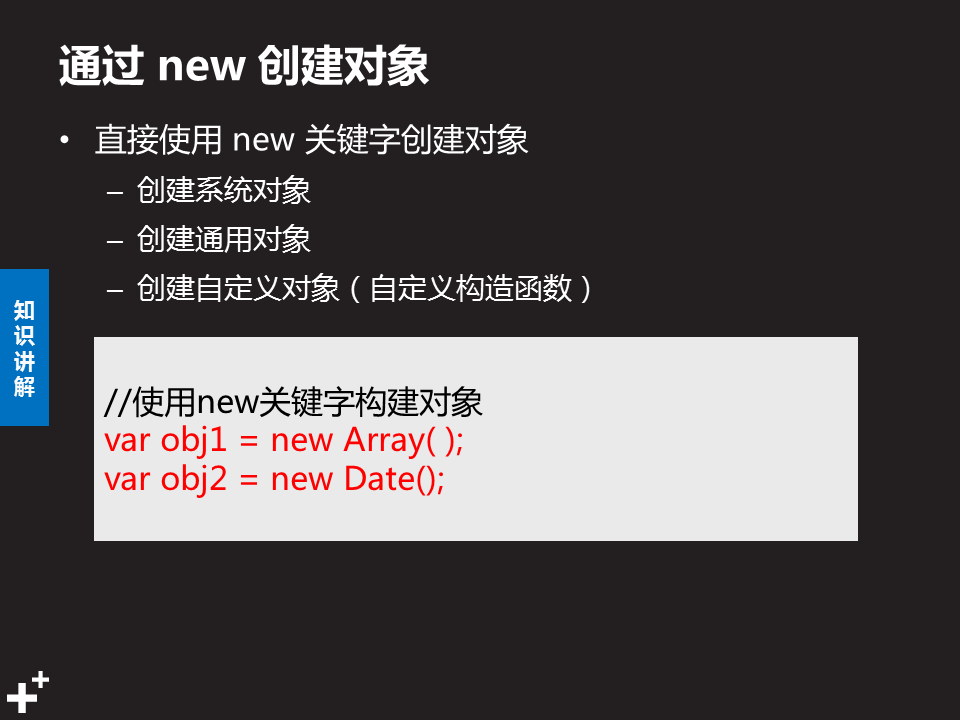 通过 new 创建对象
• 直接使用 new 关键字创建对象
– 创建系统对象
– 创建通用对象
– 创建自定义对象（自定义构造函数）
知识讲解
//使用new关键字构建对象
var obj1 = new Array( );
var obj2 = new Date();